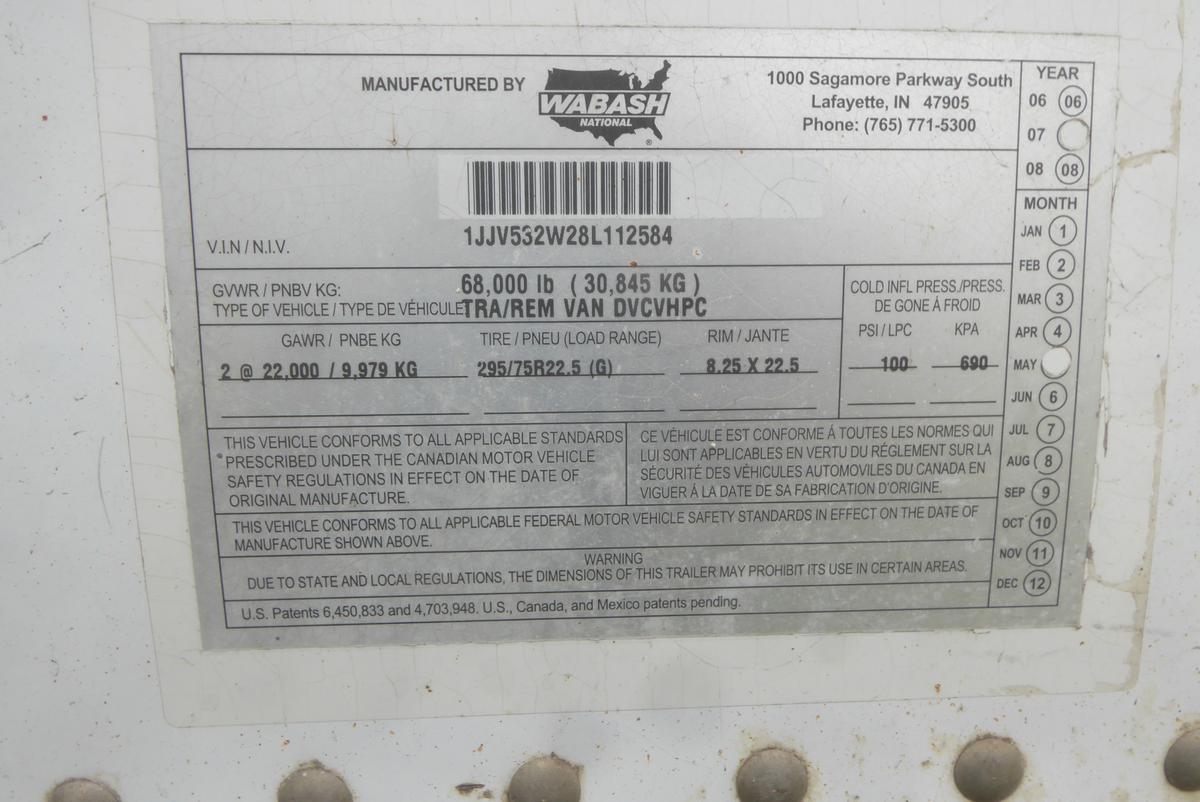 MANUFACTURED BY
WABASH
NATIONAL
®
1000 Sagamore Parkway South
Lafayette, IN 47905
Phone: (765) 771-5300
YEAR
06 06
07
08 08
1JJV532W28L112584
V.I.N / N.I.V.
GVWR / PNBV KG: 68,000 lb ( 30,845 KG )
TYPE OF VEHICLE / TYPE DE VÉHICULE TRA/REM VAN DVCVHPC
GAWR / PNBE KG TIRE / PNEU (LOAD RANGE) RIM / JANTE
2 @ 22,000 / 9,979 KG 295/75R22.5 (G) 8.25 X 22.5
COLD INFL PRESS./PRESS.
DE GONE Á FROID
PSI / LPC KPA
100 690
MONTH
JAN 1
FEB 2
MAR 3
APR 4
MAY
JUN 6
JUL 7
AUG 8
SEP 9
OCT 10
NOV 11
DEC 12
THIS VEHICLE CONFORMS TO ALL APPLICABLE STANDARDS
PRESCRIBED UNDER THE CANADIAN MOTOR VEHICLE
SAFETY REGULATIONS IN EFFECT ON THE DATE OF
ORIGINAL MANUFACTURE.
CE VÉHICULE EST CONFORME Á TOUTES LES NORMES QUI
LUI SONT APPLICABLES EN VERTU DU RÉGLEMENT SUR LA
SÉCURITÉ DES VÉHICULES AUTOMOVILES DU CANADA EN
VIGUER Á LA DATE DE SA FABRICATION D'ORIGINE.
THIS VEHICLE CONFORMS TO ALL APPLICABLE FEDERAL MOTOR VEHICLE SAFETY STANDARDS IN EFFECT ON THE DATE OF
MANUFACTURE SHOWN ABOVE.
WARNING
DUE TO STATE AND LOCAL REGULATIONS, THE DIMENSIONS OF THIS TRAILER MAY PROHIBIT ITS USE IN CERTAIN AREAS.
U.S. Patents 6,450,833 and 4,703,948. U.S., Canada, and Mexico patents pending.